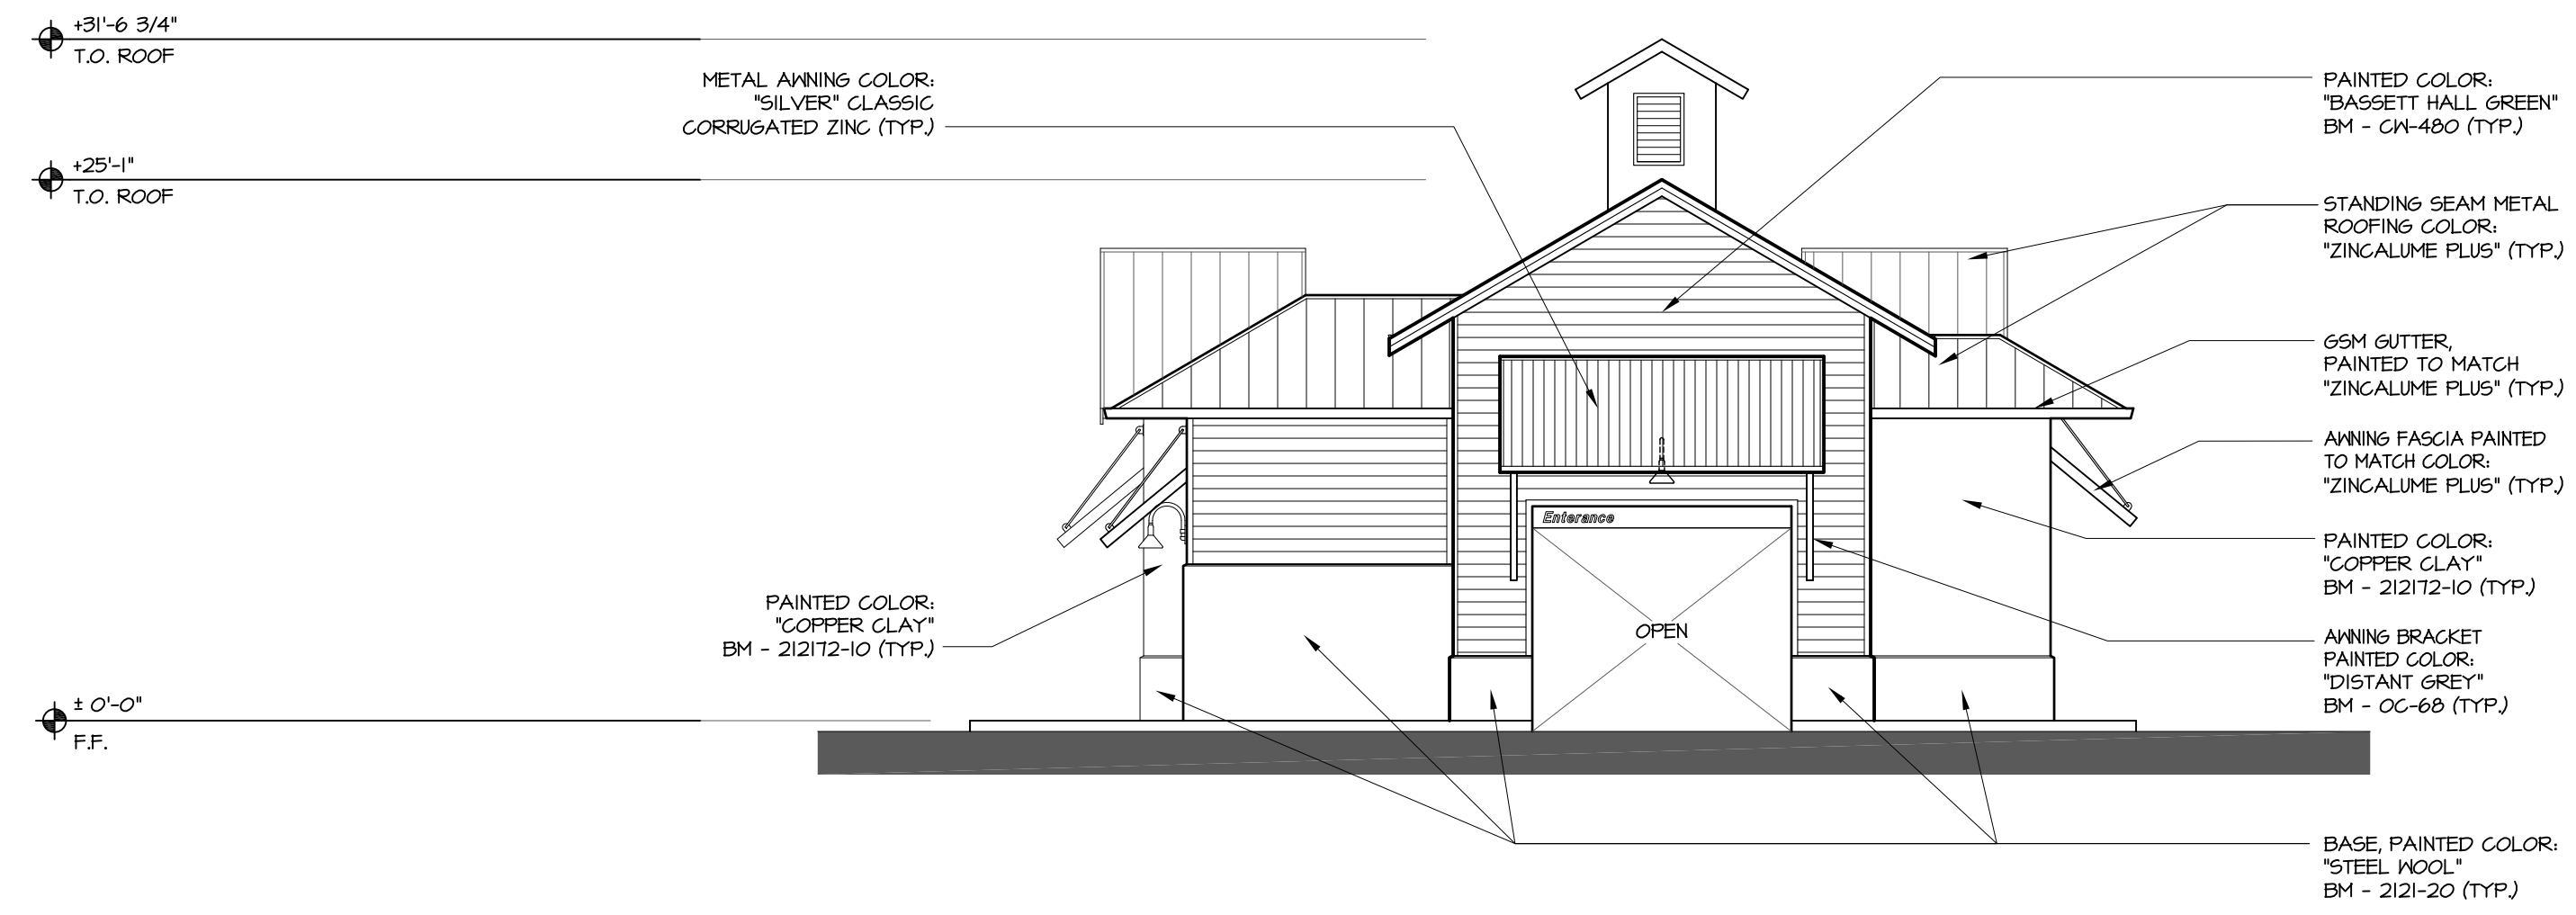 +31'-6 3/4"
T.O. ROOF
METAL AWNING COLOR:
"SILVER" CLASSIC
CORRUGATED ZINC (TYP.)
+25'-1"
T.O. ROOF
PAINTED COLOR:
"COPPER CLAY"
BM - 212172-10 (TYP.)
± 0'-0"
F.F.
Enterance
OPEN
PAINTED COLOR:
"BASSETT HALL GREEN"
BM - CW-480 (TYP.)
STANDING SEAM METAL
ROOFING COLOR:
"ZINCALUME PLUS" (TYP.)
GSM GUTTER,
PAINTED TO MATCH
"ZINCALUME PLUS" (TYP.)
AWNING FASCIA PAINTED
TO MATCH COLOR:
"ZINCALUME PLUS" (TYP.)
PAINTED COLOR:
"COPPER CLAY"
BM - 212172-10 (TYP.)
AWNING BRACKET
PAINTED COLOR:
"DISTANT GREY"
BM - OC-68 (TYP.)
BASE, PAINTED COLOR:
"STEEL WOOL"
BM - 2121-20 (TYP.)